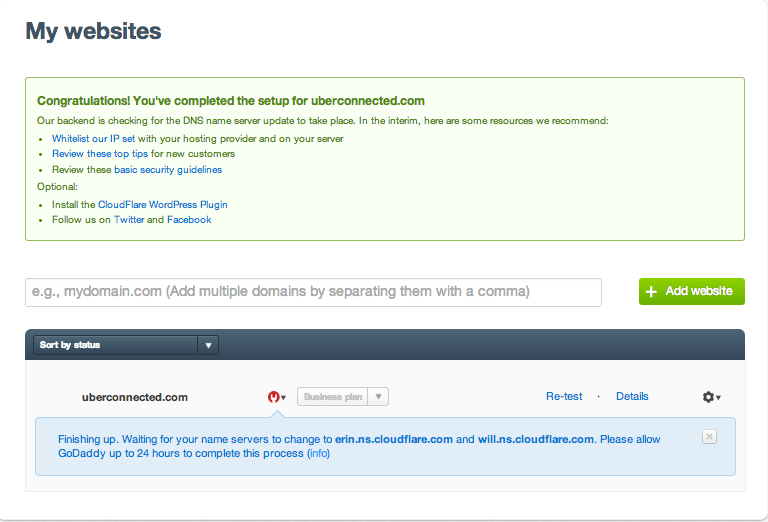 My websites
Congratulations! You've completed the setup for uberconnected.com
Our backend is checking for the DNS name server update to take place. In the interim, here are some resources we recommend:
• Whitelist our IP set with your hosting provider and on your server
• Review these top tips for new customers
• Review these basic security guidelines
Optional:
• Install the CloudFlare WordPress Plugin
• Follow us on Twitter and Facebook
e.g., mydomain.com (Add multiple domains by separating them with a comma)
+ Add website
Sort by status
uberconnected.com Business plan Re-test · Details
Finishing up. Waiting for your name servers to change to erin.ns.cloudflare.com and will.ns.cloudflare.com. Please allow
GoDaddy up to 24 hours to complete this process (info)